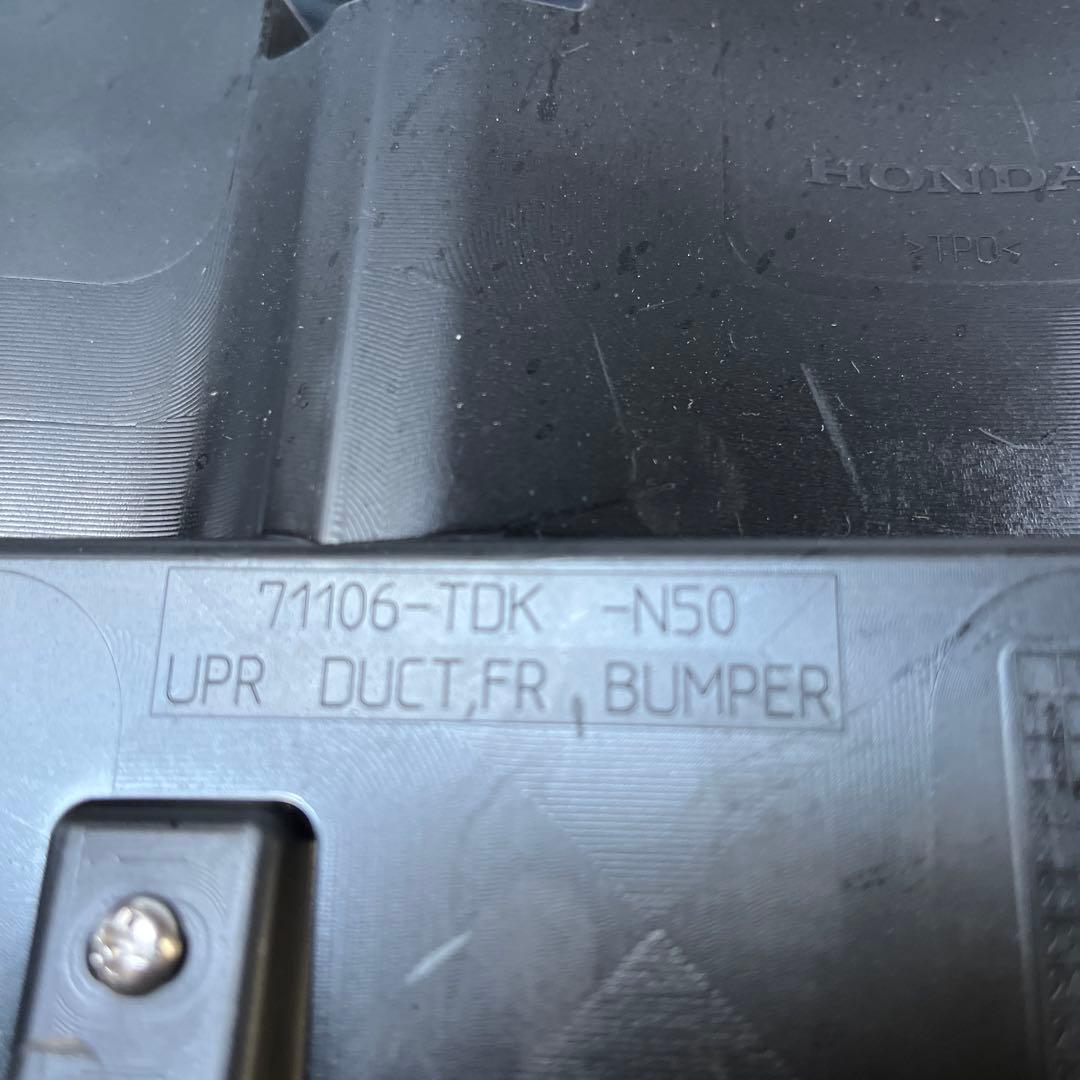 HONDA
>TPO<
71106-TDK -N50
UPR DUCT,FR, BUMPER